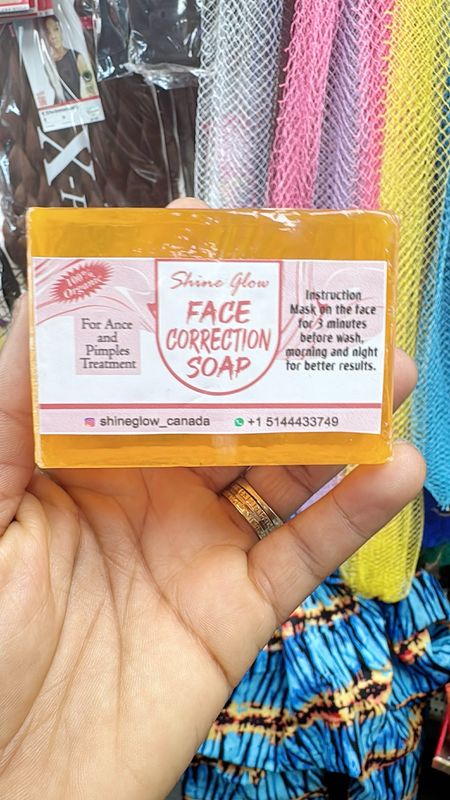 100%
Organic
For Ance
and
Pimples
Treatment
Shine Glow
FACE
CORRECTION
SOAP
Instruction
Mask on the face
for 3 minutes
before wash,
morning and night
for better results.
shineglow_canada
+1 5144433749